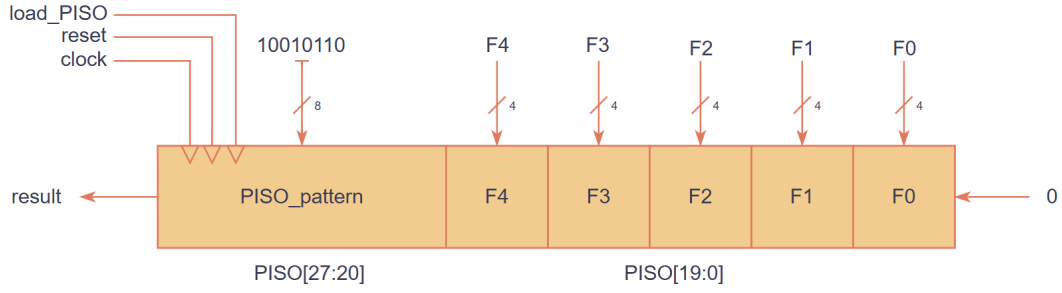 load_PISO
reset
clock
10010110
F4
F3
F2
F1
F0
8
4
4
4
4
4
result
PISO_pattern
F4
F3
F2
F1
F0
0
PISO[27:20]
PISO[19:0]